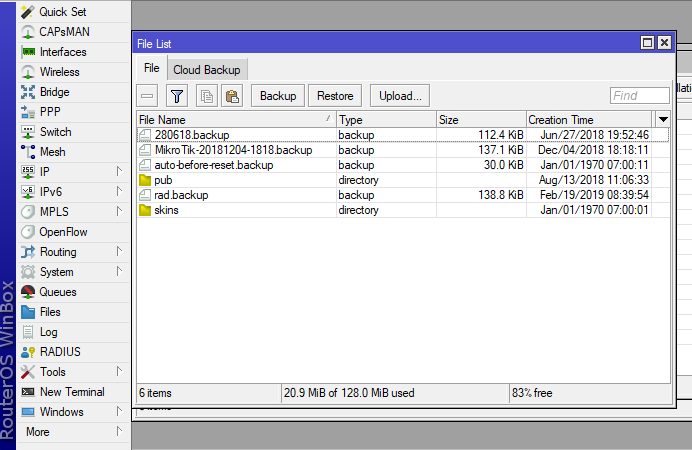 Quick Set
CAPsMAN
Interfaces
Wireless
Bridge
PPP
Switch
Mesh
IP
IPv6
MPLS
OpenFlow
Routing
System
Queues
Files
Log
RADIUS
Tools
New Terminal
Windows
More
RouterOS WinBox
File List
File Cloud Backup
Backup Restore Upload... Find
File Name Type Size Creation Time
280618.backup backup 112.4 KiB Jun/27/2018 19:52:46
MikroTik-20181204-1818.backup backup 137.1 KiB Dec/04/2018 18:18:11
auto-before-reset.backup backup 30.0 KiB Jan/01/1970 07:00:11
pub directory Aug/13/2018 11:06:33
rad.backup backup 138.8 KiB Feb/19/2019 08:39:54
skins directory Jan/01/1970 07:00:01
6 items 20.9 MiB of 128.0 MiB used 83% free